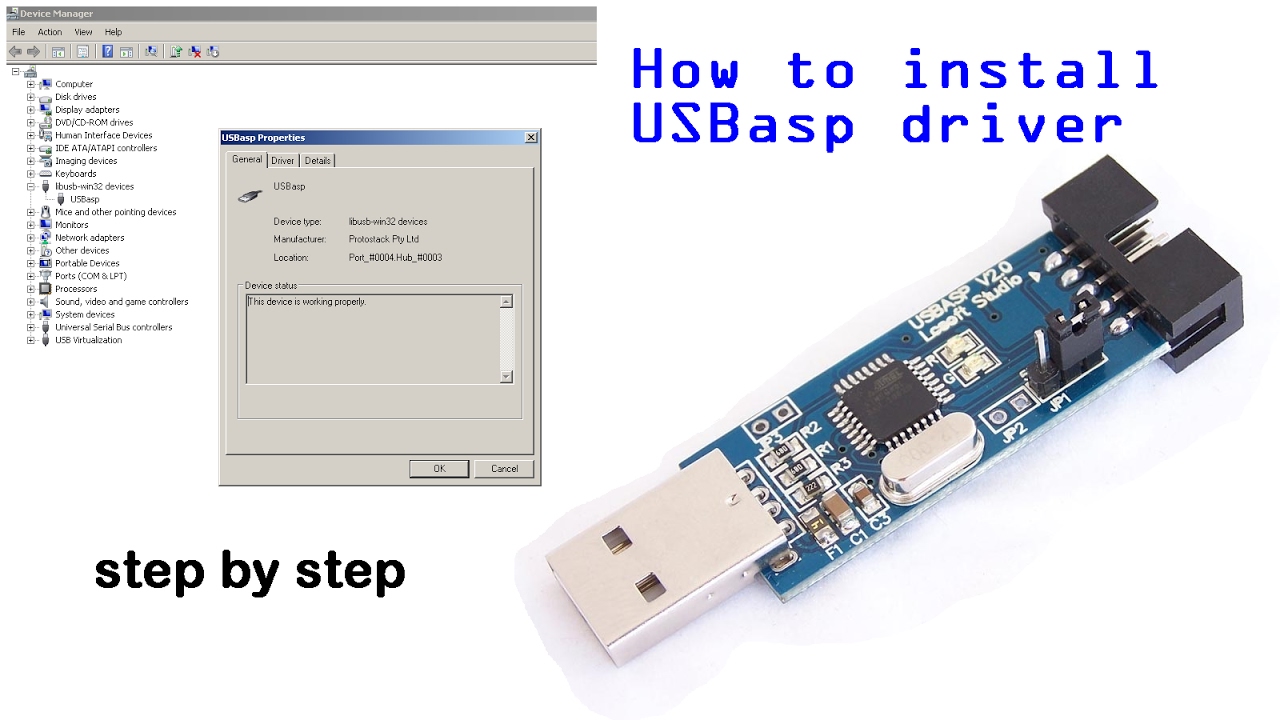 Device Manager
File Action View Help
Computer
Disk drives
Display adapters
DVD/CD-ROM drives
Human Interface Devices
IDE ATA/ATAPI controllers
Imaging devices
Keyboards
libusb-win32 devices
USBasp
Mice and other pointing devices
Monitors
Network adapters
Other devices
Portable Devices
Ports (COM & LPT)
Processors
Sound, video and game controllers
System devices
Universal Serial Bus controllers
USB Virtualization
USBasp Properties
General Driver Details
USBasp
Device type: libusb-win32 devices
Manufacturer: Protostack Pty Ltd
Location: Port_#0004.Hub_#0003
Device status
This device is working properly.
OK Cancel
How to install
USBasp driver
step by step
USBASP V2.0
Lcsoft Studio
R
G
JP1
JP2
JP3
R2
R1
R3
F1
C1
C3